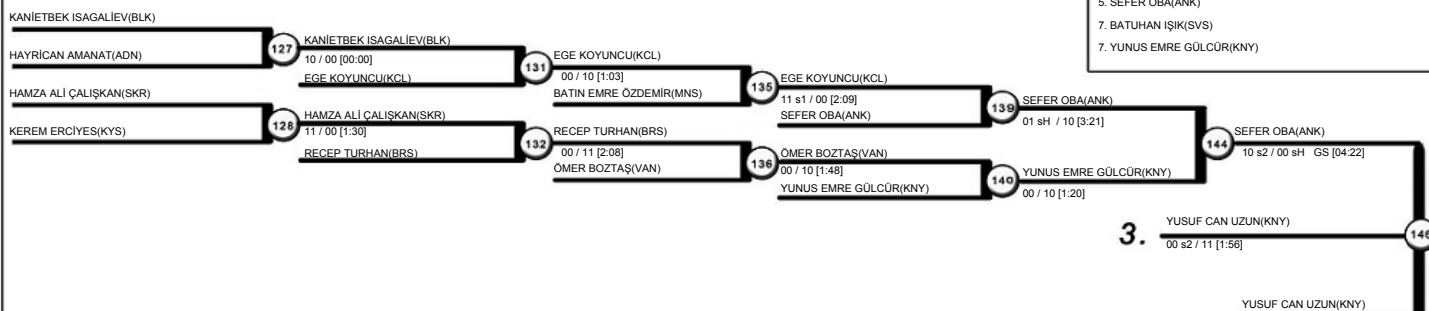 5. SEFER OBA(ANK)
7. BATUHAN IŞIK(SVS)
7. YUNUS EMRE GÜLCÜR(KNY)
KANİETBEK ISAGALİEV(BLK)
HAYRİCAN AMANAT(ADN)
127
KANİETBEK ISAGALİEV(BLK)
10 / 00 [00:00]
EGE KOYUNCU(KCL)
131
EGE KOYUNCU(KCL)
00 / 10 [1:03]
BATIN EMRE ÖZDEMİR(MNS)
135
EGE KOYUNCU(KCL)
11 s1 / 00 [2:09]
SEFER OBA(ANK)
139
SEFER OBA(ANK)
01 sH / 10 [3:21]
HAMZA ALİ ÇALIŞKAN(SKR)
KEREM ERCİYES(KYS)
128
HAMZA ALİ ÇALIŞKAN(SKR)
11 / 00 [1:30]
RECEP TURHAN(BRS)
132
RECEP TURHAN(BRS)
00 / 11 [2:08]
ÖMER BOZTAŞ(VAN)
136
ÖMER BOZTAŞ(VAN)
00 / 10 [1:48]
YUNUS EMRE GÜLCÜR(KNY)
140
YUNUS EMRE GÜLCÜR(KNY)
00 / 10 [1:20]
144
SEFER OBA(ANK)
10 s2 / 00 sH GS [04:22]
3.
YUSUF CAN UZUN(KNY)
00 s2 / 11 [1:56]
146
YUSUF CAN UZUN(KNY)